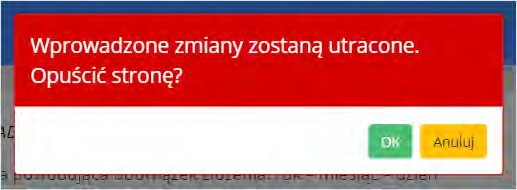 Wprowadzone zmiany zostaną utracone.
Opuścić stronę?
OK
Anuluj